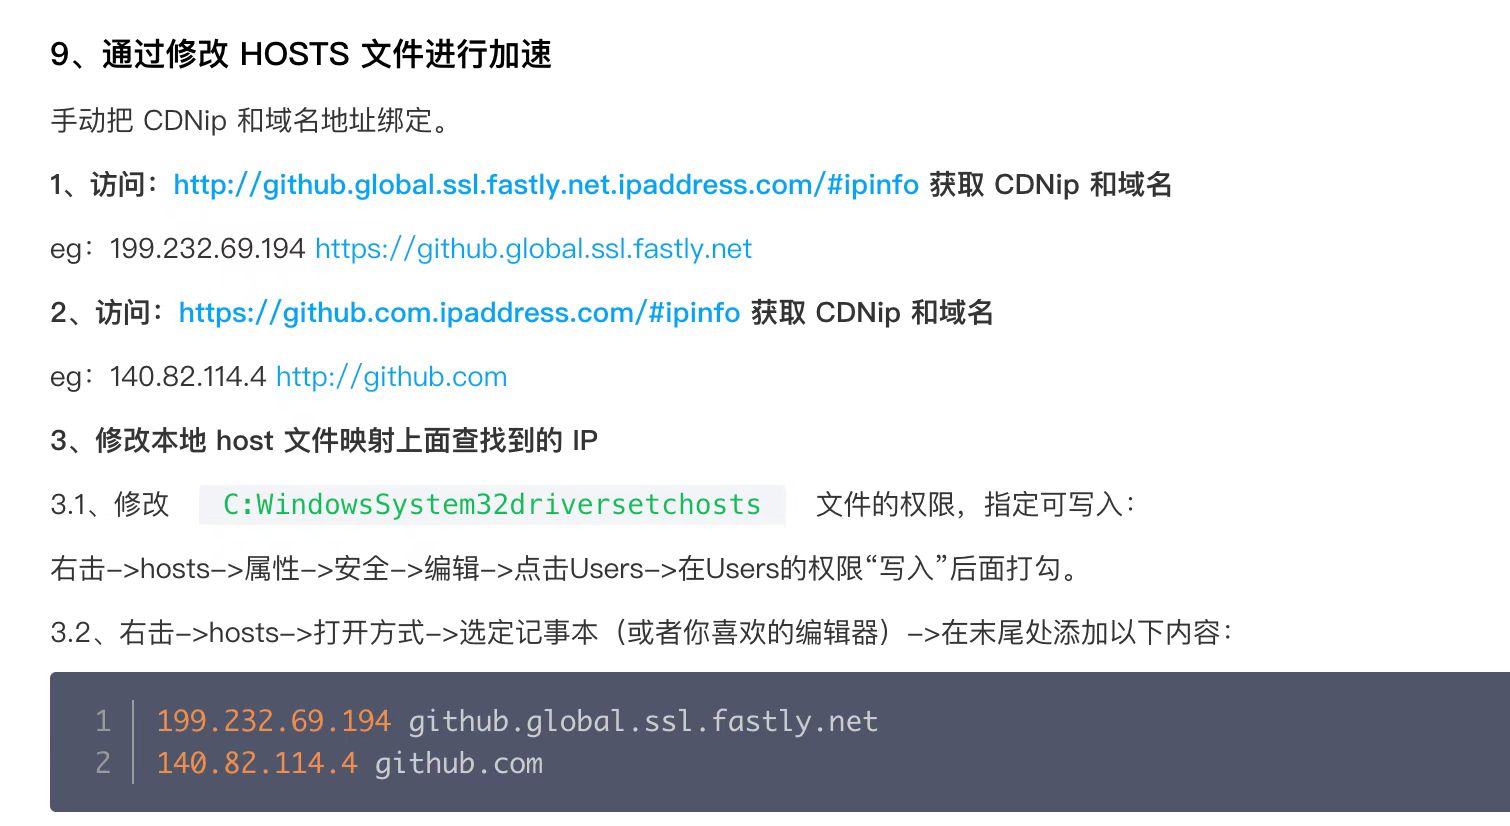 9、通过修改 HOSTS 文件进行加速
手动把 CDNip 和域名地址绑定。
1、访问：http://github.global.ssl.fastly.net.ipaddress.com/#ipinfo 获取 CDNip 和域名
eg：199.232.69.194 https://github.global.ssl.fastly.net
2、访问：https://github.com.ipaddress.com/#ipinfo 获取 CDNip 和域名
eg：140.82.114.4 http://github.com
3、修改本地 host 文件映射上面查找到的 IP
3.1、修改 C:WindowsSystem32driversetchosts 文件的权限，指定可写入：
右击–>hosts–>属性–>安全–>编辑–>点击Users–>在Users的权限“写入”后面打勾。
3.2、右击–>hosts–>打开方式–>选定记事本（或者你喜欢的编辑器）–>在末尾处添加以下内容：
1 199.232.69.194 github.global.ssl.fastly.net
2 140.82.114.4 github.com